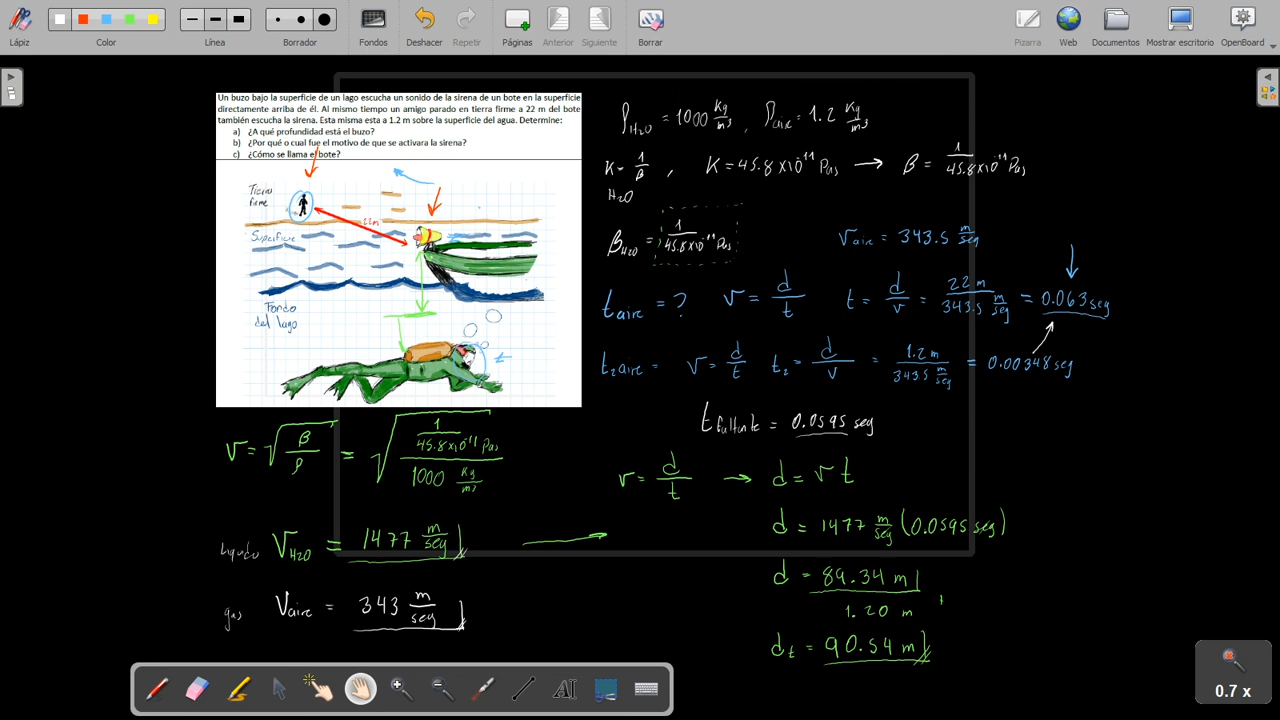 Lápiz Color Línea Borrador Fondos Deshacer Repetir Páginas Anterior Siguiente Borrar Pizarra Web Documentos Mostrar escritorio OpenBoard
Un buzo bajo la superficie de un lago escucha un sonido de la sirena de un bote en la superficie
directamente arriba de él. Al mismo tiempo un amigo parado en tierra firme a 22 m del bote
también escucha la sirena. Esta misma esta a 1.2 m sobre la superficie del agua. Determine:
a) ¿A qué profundidad está el buzo?
b) ¿Por qué o cual fue el motivo de que se activara la sirena?
c) ¿Cómo se llama el bote?
Tierra
firme
22m
Superficie
Fondo
del lago
ρH2O = 1000 Kg/m3, ρaire = 1.2 Kg/m3
K = 1/β, K = 45.8 x10^-11 Pas → β = 1/45.8x10^-11 Pas
H2O
βH2O = 1/45.8x10^-11 Pas
Vaire = 343.5 m/seg
taire = ? v = d/t t = d/v = 22 m/343.5 m/seg = 0.063 seg
t2 aire = v = d/t t2 = d/v = 1.2 m/343.5 m/seg = 0.00348 seg
tfaltante = 0.0595 seg
v = √β/ρ = √1/45.8x10^-11 Pas/1000 Kg/m3
v = d/t → d = v t
d = 1477 m/seg (0.0595 seg)
liquido VH2O = 1477 m/seg
d = 89.34 m
gas Vaire = 343 m/seg
1.20 m +
dt = 90.54 m
0.7 x